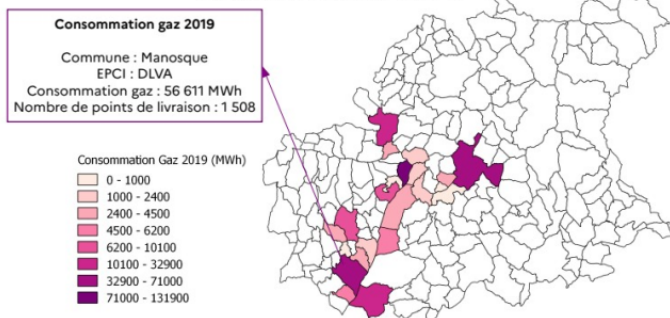 Consommation gaz 2019
Commune : Manosque
EPCI : DLVA
Consommation gaz : 56 611 MWh
Nombre de points de livraison : 1 508
Consommation Gaz 2019 (MWh)
0 - 1000
1000 - 2400
2400 - 4500
4500 - 6200
6200 - 10100
10100 - 32900
32900 - 71000
71000 - 131900